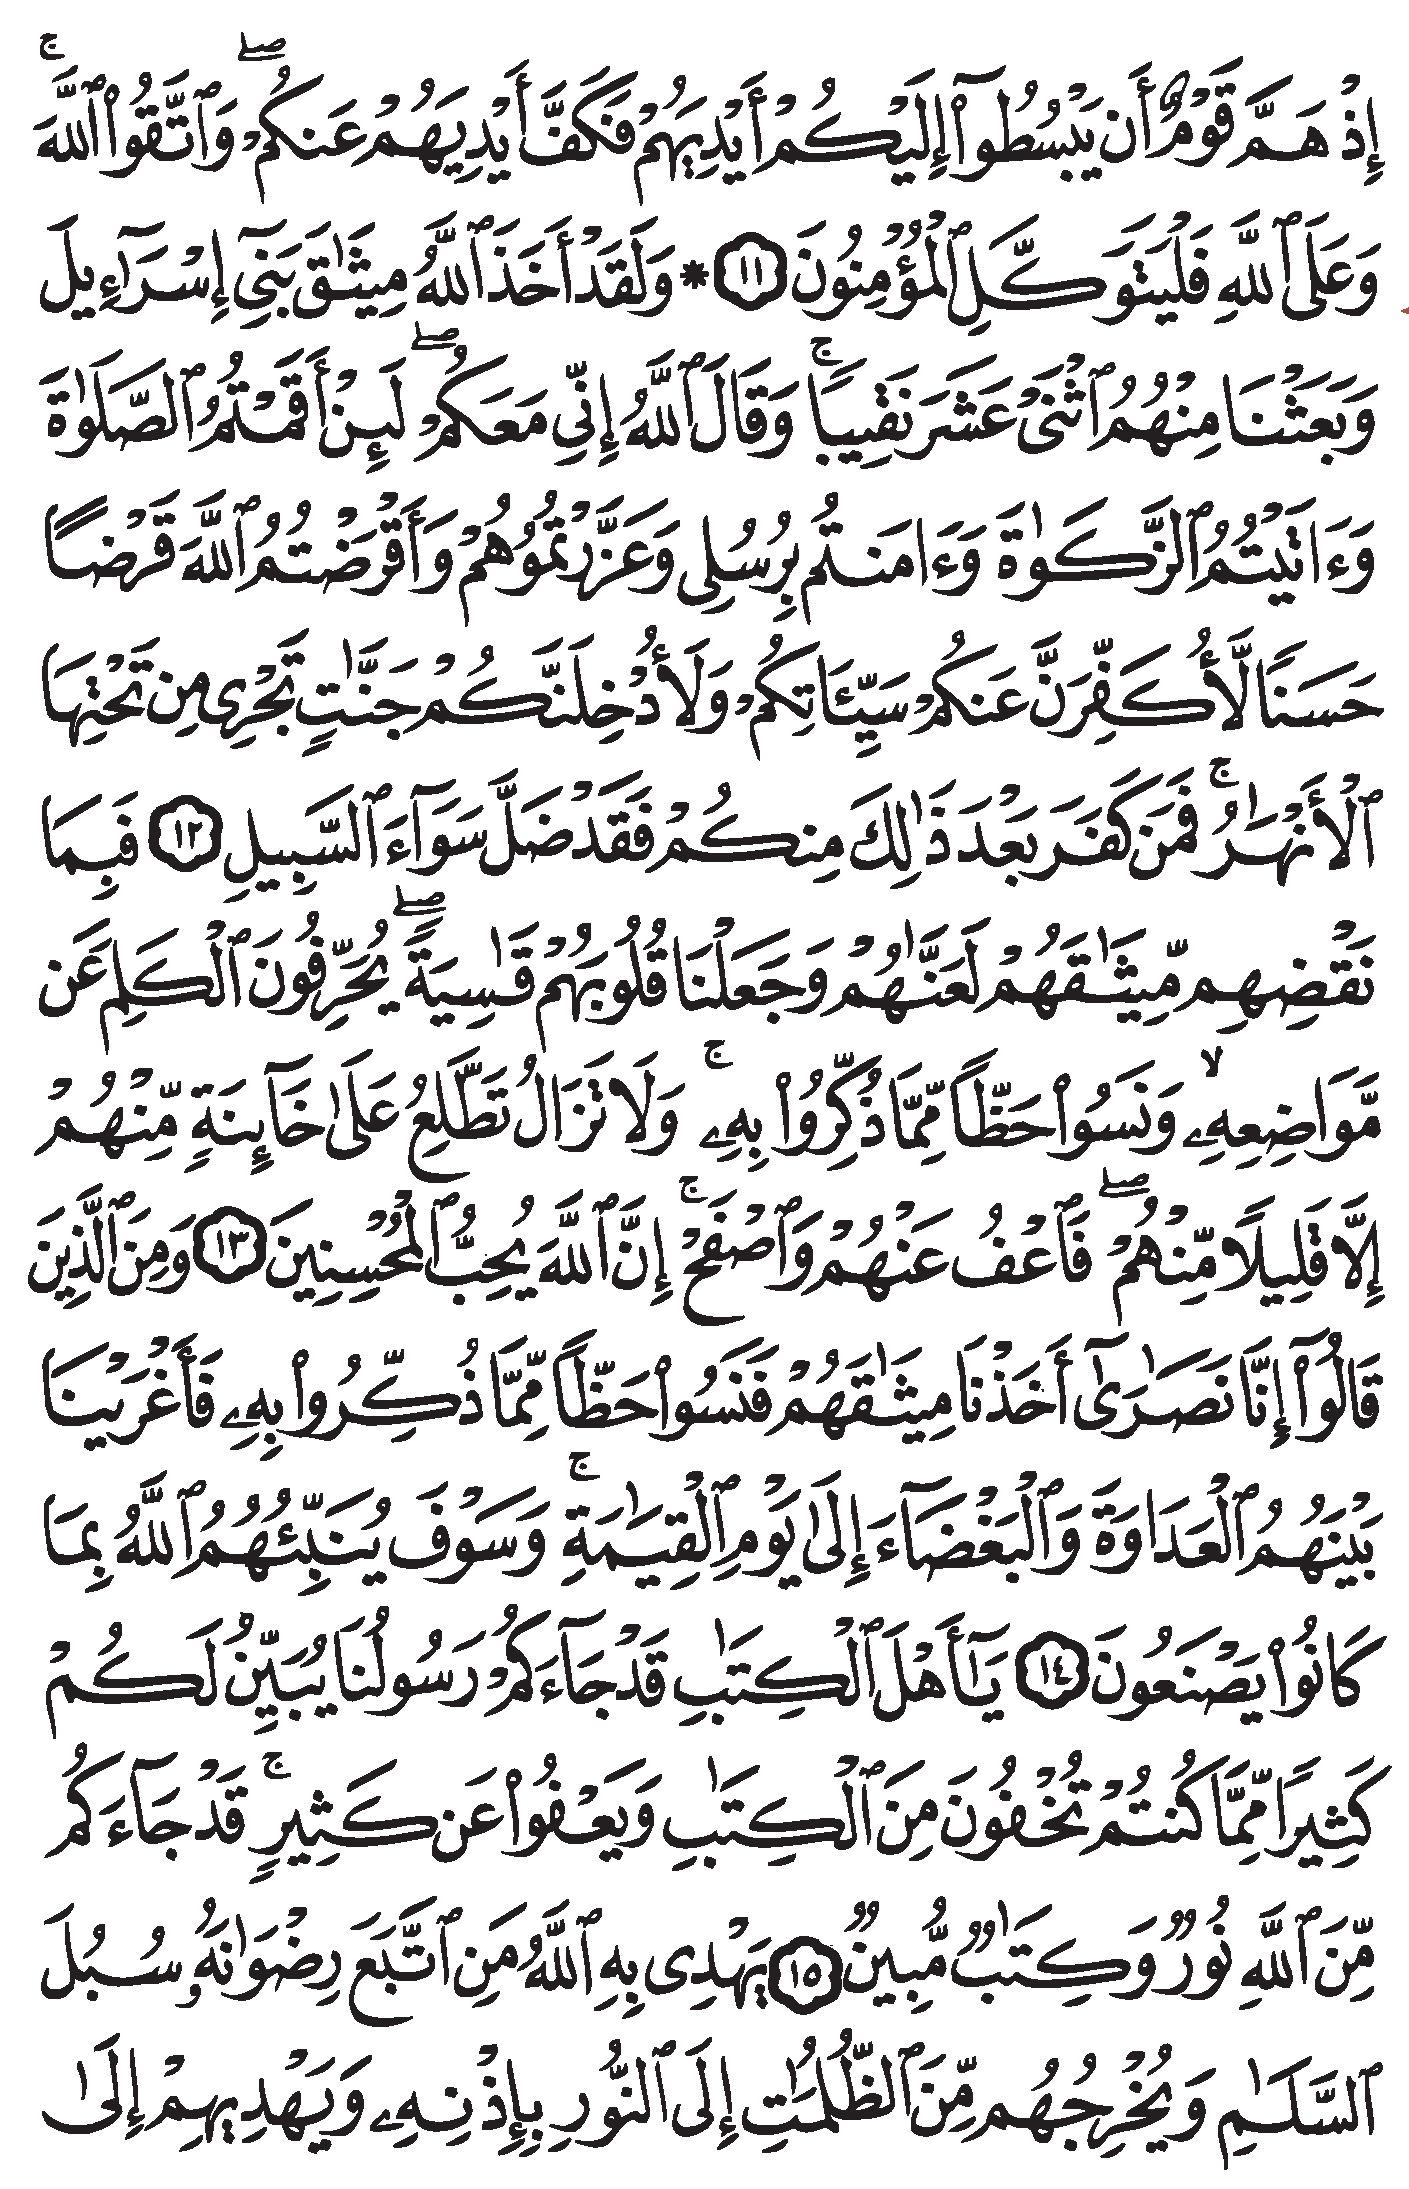 إِذْ هَمَّ قَوْمٌ أَن يَبْسُطُوٓا۟ إِلَيْكُمْ أَيْدِيَهُمْ فَكَفَّ أَيْدِيَهُمْ عَنكُمْ ۖ وَٱتَّقُوا۟ ٱللَّهَ ۚ
وَعَلَى ٱللَّهِ فَلْيَتَوَكَّلِ ٱلْمُؤْمِنُونَ ١١ * وَلَقَدْ أَخَذَ ٱللَّهُ مِيثَٰقَ بَنِىٓ إِسْرَٰٓءِيلَ
وَبَعَثْنَا مِنْهُمُ ٱثْنَىْ عَشَرَ نَقِيبًا ۚ وَقَالَ ٱللَّهُ إِنِّى مَعَكُمْ ۖ لَئِنْ أَقَمْتُمُ ٱلصَّلَوٰةَ
وَءَاتَيْتُمُ ٱلزَّكَوٰةَ وَءَامَنتُم بِرُسُلِى وَعَزَّرْتُمُوهُمْ وَأَقْرَضْتُمُ ٱللَّهَ قَرْضًا
حَسَنًا لَّأُكَفِّرَنَّ عَنكُمْ سَيِّـَٔاتِكُمْ وَلَأُدْخِلَنَّكُمْ جَنَّٰتٍ تَجْرِى مِن تَحْتِهَا
ٱلْأَنْهَٰرُ ۚ فَمَن كَفَرَ بَعْدَ ذَٰلِكَ مِنكُمْ فَقَدْ ضَلَّ سَوَآءَ ٱلسَّبِيلِ ١٢ فَبِمَا
نَقْضِهِم مِّيثَٰقَهُمْ لَعَنَّٰهُمْ وَجَعَلْنَا قُلُوبَهُمْ قَٰسِيَةً ۖ يُحَرِّفُونَ ٱلْكَلِمَ عَن
مَّوَاضِعِهِۦ ۙ وَنَسُوا۟ حَظًّا مِّمَّا ذُكِّرُوا۟ بِهِۦ ۚ وَلَا تَزَالُ تَطَّلِعُ عَلَىٰ خَآئِنَةٍ مِّنْهُمْ
إِلَّا قَلِيلًا مِّنْهُمْ ۖ فَٱعْفُ عَنْهُمْ وَٱصْفَحْ ۚ إِنَّ ٱللَّهَ يُحِبُّ ٱلْمُحْسِنِينَ ١٣ وَمِنَ ٱلَّذِينَ
قَالُوٓا۟ إِنَّا نَصَٰرَىٰٓ أَخَذْنَا مِيثَٰقَهُمْ فَنَسُوا۟ حَظًّا مِّمَّا ذُكِّرُوا۟ بِهِۦ فَأَغْرَيْنَا
بَيْنَهُمُ ٱلْعَدَاوَةَ وَٱلْبَغْضَآءَ إِلَىٰ يَوْمِ ٱلْقِيَٰمَةِ ۚ وَسَوْفَ يُنَبِّئُهُمُ ٱللَّهُ بِمَا
كَانُوا۟ يَصْنَعُونَ ١٤ يَٰٓأَهْلَ ٱلْكِتَٰبِ قَدْ جَآءَكُمْ رَسُولُنَا يُبَيِّنُ لَكُمْ
كَثِيرًا مِّمَّا كُنتُمْ تُخْفُونَ مِنَ ٱلْكِتَٰبِ وَيَعْفُوا۟ عَن كَثِيرٍ ۚ قَدْ جَآءَكُم
مِّنَ ٱللَّهِ نُورٌ وَكِتَٰبٌ مُّبِينٌ ١٥ يَهْدِى بِهِ ٱللَّهُ مَنِ ٱتَّبَعَ رِضْوَٰنَهُۥ سُبُلَ
ٱلسَّلَٰمِ وَيُخْرِجُهُم مِّنَ ٱلظُّلُمَٰتِ إِلَى ٱلنُّورِ بِإِذْنِهِۦ وَيَهْدِيهِمْ إِلَىٰ